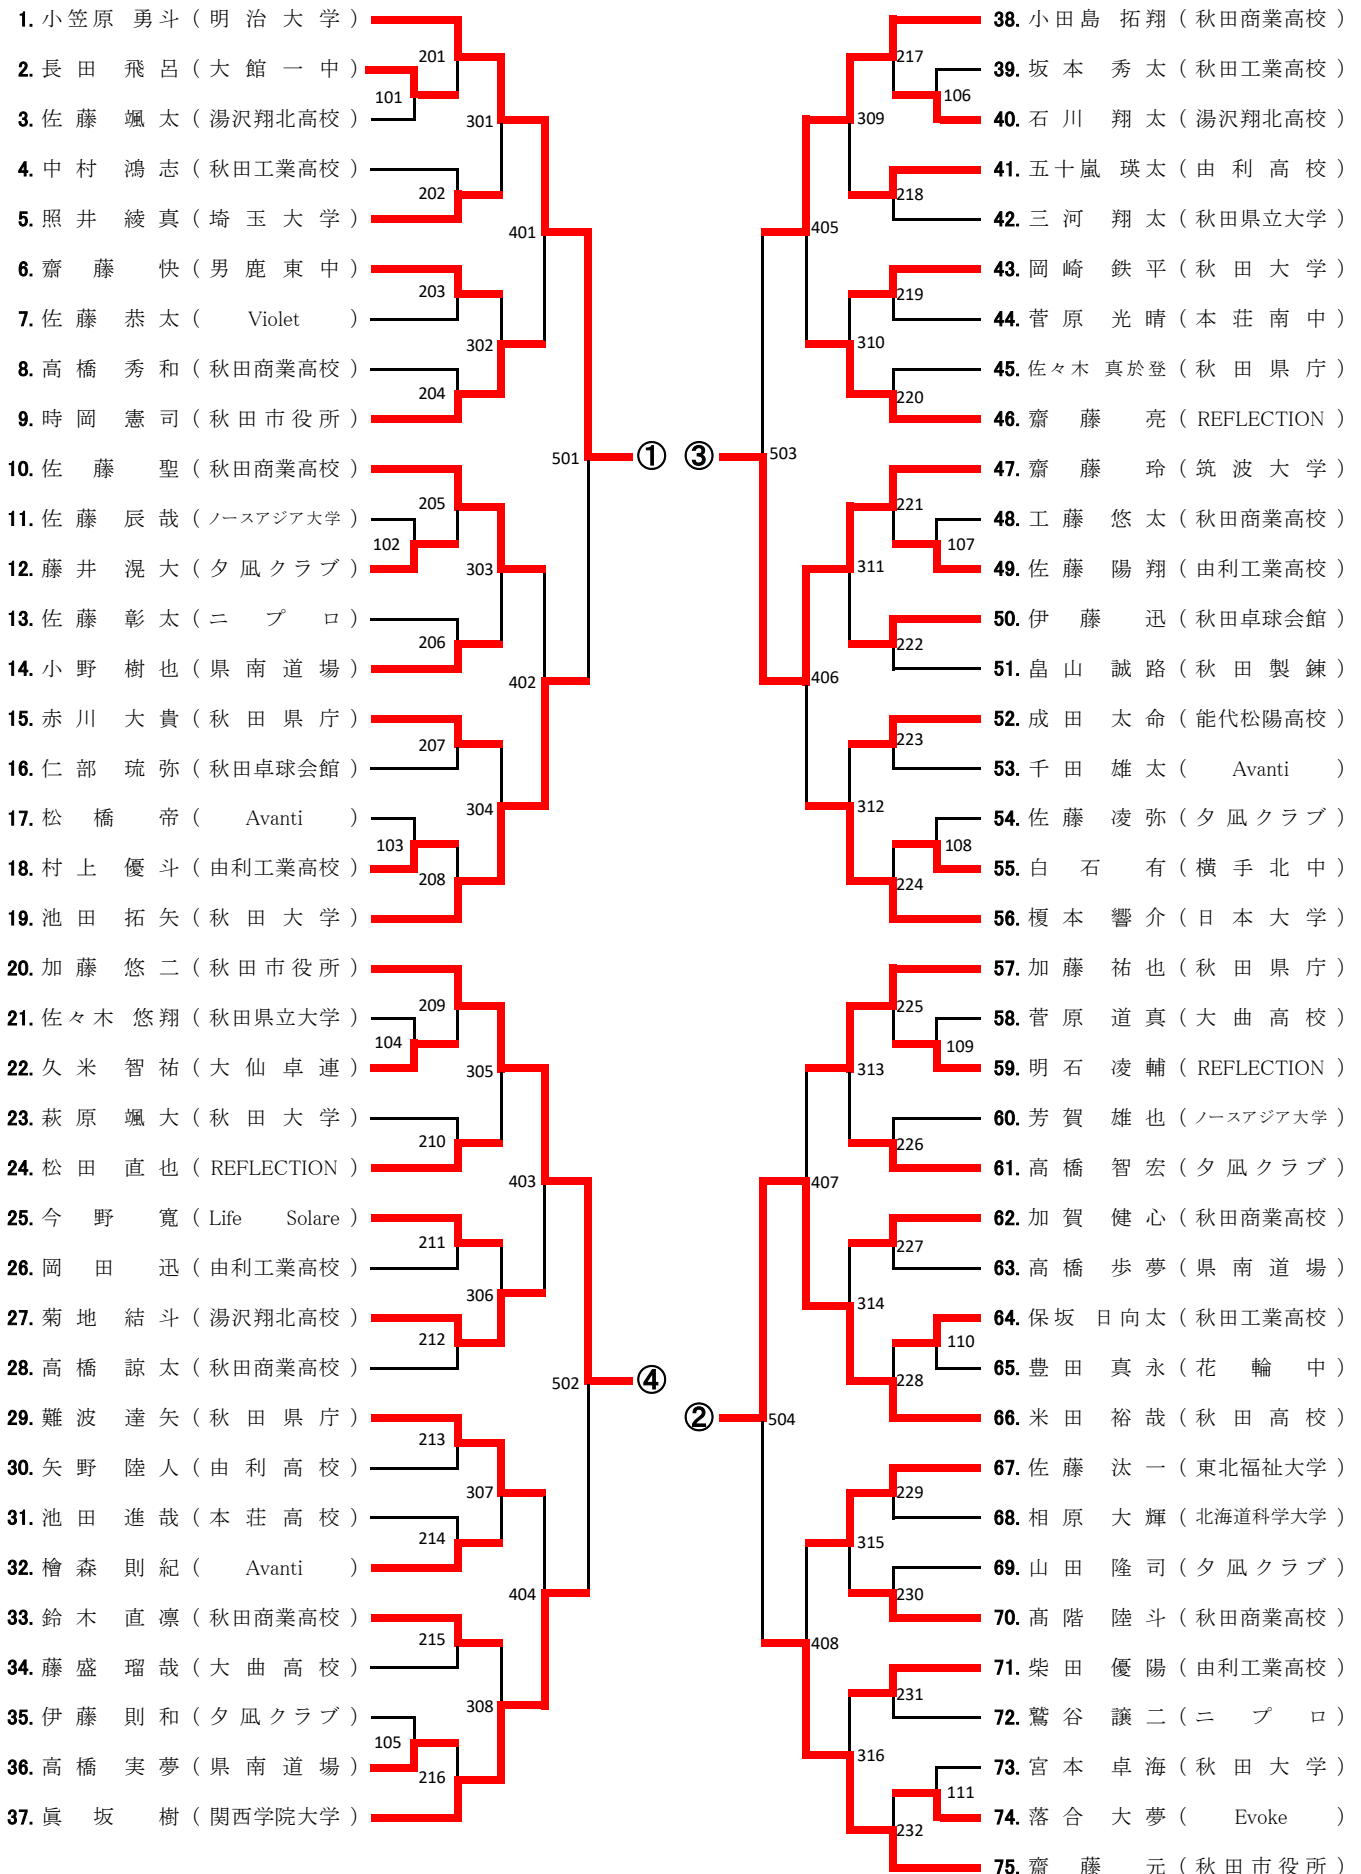 1. 小笠原 勇斗 ( 明 治 大 学 )
2. 長 田 飛 呂 ( 大 館 一 中 )
3. 佐 藤 颯 太 ( 湯沢翔北高校 )
4. 中 村 鴻 志 ( 秋田工業高校 )
5. 照 井 綾 真 ( 埼 玉 大 学 )
6. 齋 藤 快 ( 男 鹿 東 中 )
7. 佐 藤 恭 太 ( Violet )
8. 高 橋 秀 和 ( 秋田商業高校 )
9. 時 岡 憲 司 ( 秋田市役所 )
10. 佐 藤 聖 ( 秋田商業高校 )
11. 佐 藤 辰 哉 ( ノースアジア大学 )
12. 藤 井 滉 大 ( 夕凪クラブ )
13. 佐 藤 彰 太 ( ニ プ ロ )
14. 小 野 樹 也 ( 県 南 道 場 )
15. 赤 川 大 貴 ( 秋 田 県 庁 )
16. 仁 部 琉 弥 ( 秋田卓球会館 )
17. 松 橋 帝 ( Avanti )
18. 村 上 優 斗 ( 由利工業高校 )
19. 池 田 拓 矢 ( 秋 田 大 学 )
20. 加 藤 悠 二 ( 秋田市役所 )
21. 佐々木 悠翔 ( 秋田県立大学 )
22. 久 米 智 祐 ( 大 仙 卓 連 )
23. 萩 原 颯 大 ( 秋 田 大 学 )
24. 松 田 直 也 ( REFLECTION )
25. 今 野 寛 ( Life Solare )
26. 岡 田 迅 ( 由利工業高校 )
27. 菊 地 結 斗 ( 湯沢翔北高校 )
28. 高 橋 諒 太 ( 秋田商業高校 )
29. 難 波 達 矢 ( 秋 田 県 庁 )
30. 矢 野 陸 人 ( 由 利 高 校 )
31. 池 田 進 哉 ( 本 荘 高 校 )
32. 檜 森 則 紀 ( Avanti )
33. 鈴 木 直 凛 ( 秋田商業高校 )
34. 藤 盛 瑠 哉 ( 大 曲 高 校 )
35. 伊 藤 則 和 ( 夕凪クラブ )
36. 高 橋 実 夢 ( 県 南 道 場 )
37. 眞 坂 樹 ( 関西学院大学 )
101
102
103
104
105
201
202
203
204
205
206
207
208
209
210
211
212
213
214
215
216
301
302
303
304
305
306
307
308
401
402
403
404
501
502
①
④
③
②
503
504
405
406
407
408
309
310
311
312
313
314
315
316
217
218
219
220
221
222
223
224
225
226
227
228
229
230
231
232
106
107
108
109
110
111
38. 小田島 拓翔 ( 秋田商業高校 )
39. 坂 本 秀 太 ( 秋田工業高校 )
40. 石 川 翔 太 ( 湯沢翔北高校 )
41. 五十嵐 瑛太 ( 由 利 高 校 )
42. 三 河 翔 太 ( 秋田県立大学 )
43. 岡 崎 鉄 平 ( 秋 田 大 学 )
44. 菅 原 光 晴 ( 本 荘 南 中 )
45. 佐々木 真於登 ( 秋 田 県 庁 )
46. 齋 藤 亮 ( REFLECTION )
47. 齋 藤 玲 ( 筑 波 大 学 )
48. 工 藤 悠 太 ( 秋田商業高校 )
49. 佐 藤 陽 翔 ( 由利工業高校 )
50. 伊 藤 迅 ( 秋田卓球会館 )
51. 畠 山 誠 路 ( 秋 田 製 錬 )
52. 成 田 太 命 ( 能代松陽高校 )
53. 千 田 雄 太 ( Avanti )
54. 佐 藤 凌 弥 ( 夕凪クラブ )
55. 白 石 有 ( 横 手 北 中 )
56. 榎 本 響 介 ( 日 本 大 学 )
57. 加 藤 祐 也 ( 秋 田 県 庁 )
58. 菅 原 道 真 ( 大 曲 高 校 )
59. 明 石 凌 輔 ( REFLECTION )
60. 芳 賀 雄 也 ( ノースアジア大学 )
61. 高 橋 智 宏 ( 夕凪クラブ )
62. 加 賀 健 心 ( 秋田商業高校 )
63. 高 橋 歩 夢 ( 県 南 道 場 )
64. 保坂 日向太 ( 秋田工業高校 )
65. 豊 田 真 永 ( 花 輪 中 )
66. 米 田 裕 哉 ( 秋 田 高 校 )
67. 佐 藤 汰 一 ( 東北福祉大学 )
68. 相 原 大 輝 ( 北海道科学大学 )
69. 山 田 隆 司 ( 夕凪クラブ )
70. 髙 階 陸 斗 ( 秋田商業高校 )
71. 柴 田 優 陽 ( 由利工業高校 )
72. 鷲 谷 譲 二 ( ニ プ ロ )
73. 宮 本 卓 海 ( 秋 田 大 学 )
74. 落 合 大 夢 ( Evoke )
75. 齋 藤 元 ( 秋田市役所 )